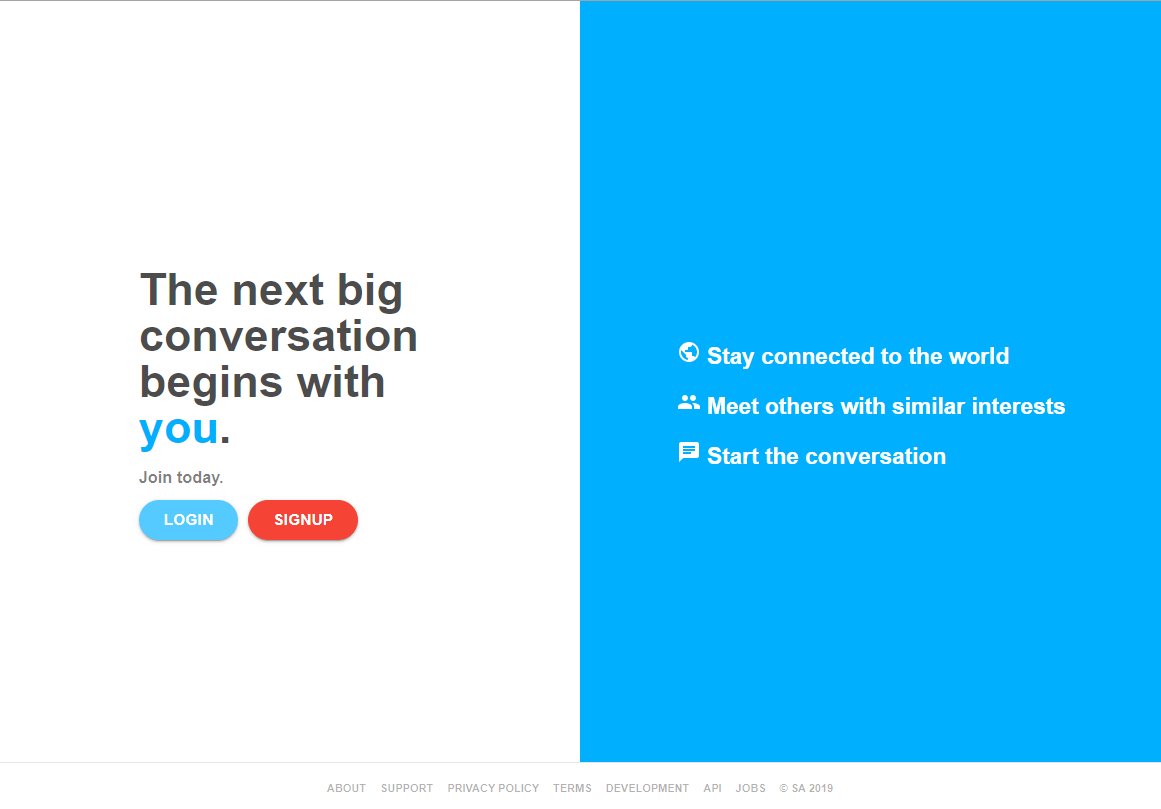 The next big
conversation
begins with
you.
Join today.
LOGIN SIGNUP
Stay connected to the world
Meet others with similar interests
Start the conversation
ABOUT SUPPORT PRIVACY POLICY TERMS DEVELOPMENT API JOBS © SA 2019